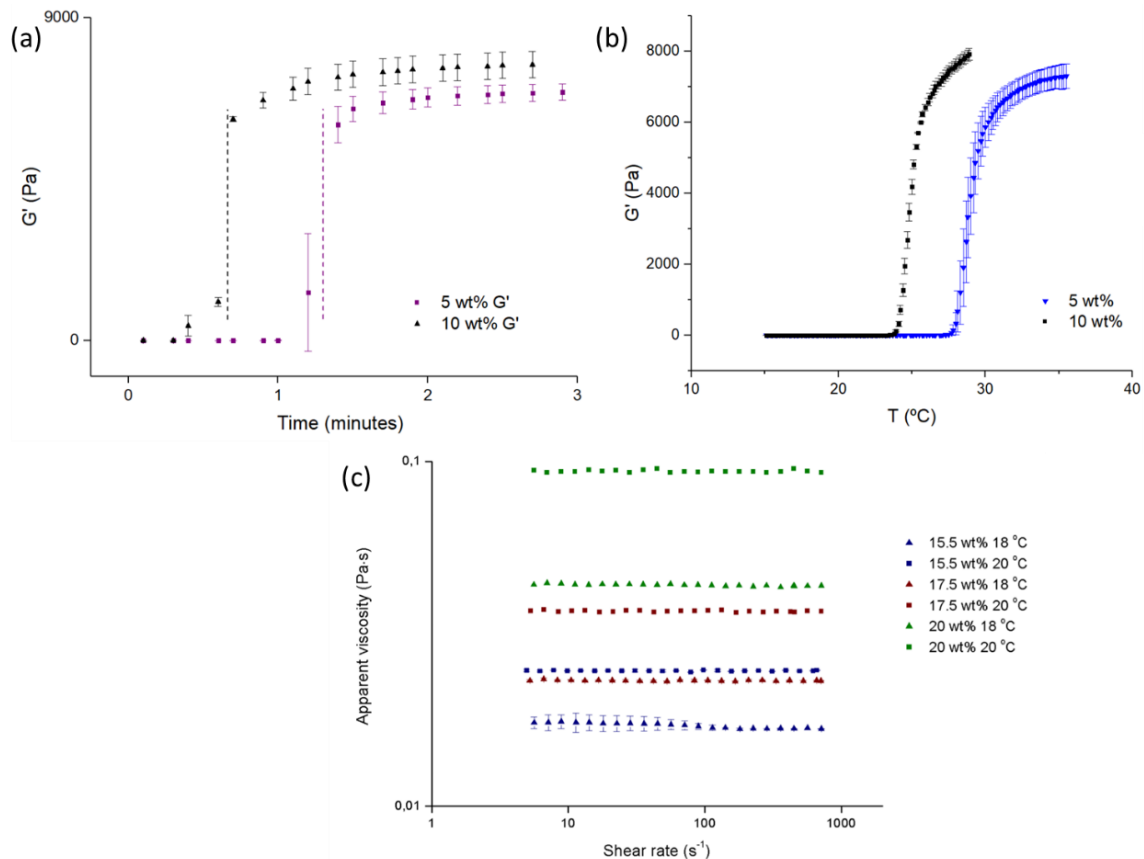 (a)
9000
G' (Pa)
0
5 wt% G'
10 wt% G'
0
1
2
3
Time (minutes)
(b)
8000
6000
4000
2000
0
G' (Pa)
5 wt%
10 wt%
10
20
30
40
T (ºC)
(c)
0,1
Apparent viscosity (Pa·s)
0,01
1
10
100
1000
Shear rate (s⁻¹)
15.5 wt% 18 °C
15.5 wt% 20 °C
17.5 wt% 18 °C
17.5 wt% 20 °C
20 wt% 18 °C
20 wt% 20 °C